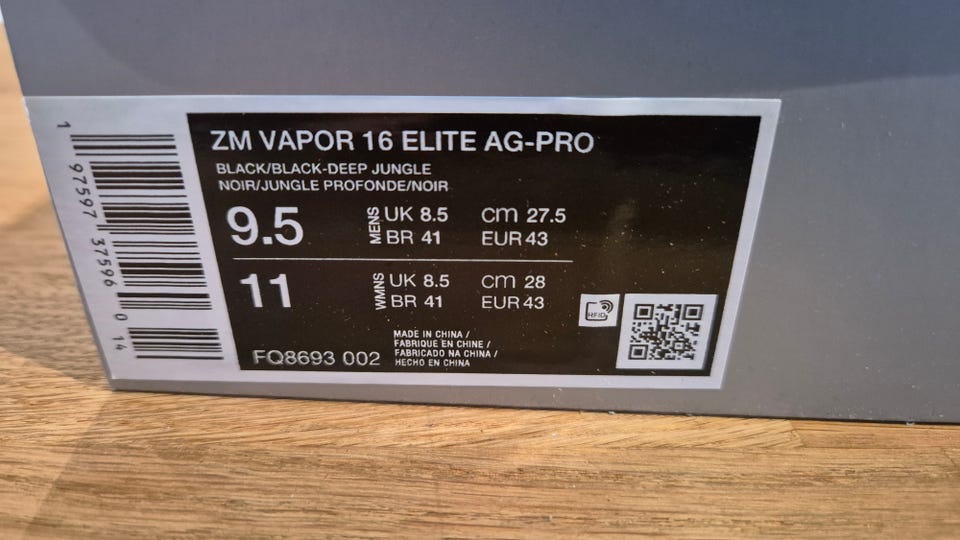 ZM VAPOR 16 ELITE AG-PRO
BLACK/BLACK-DEEP JUNGLE
NOIR/JUNGLE PROFONDE/NOIR
9.5 MENS UK 8.5 cm 27.5
BR 41 EUR 43
11 WMNS UK 8.5 cm 28
BR 41 EUR 43
RFID
MADE IN CHINA /
FABRIQUE EN CHINE /
FABRICADO NA CHINA /
HECHO EN CHINA
FQ8693 002
1 97597 37596 0 14